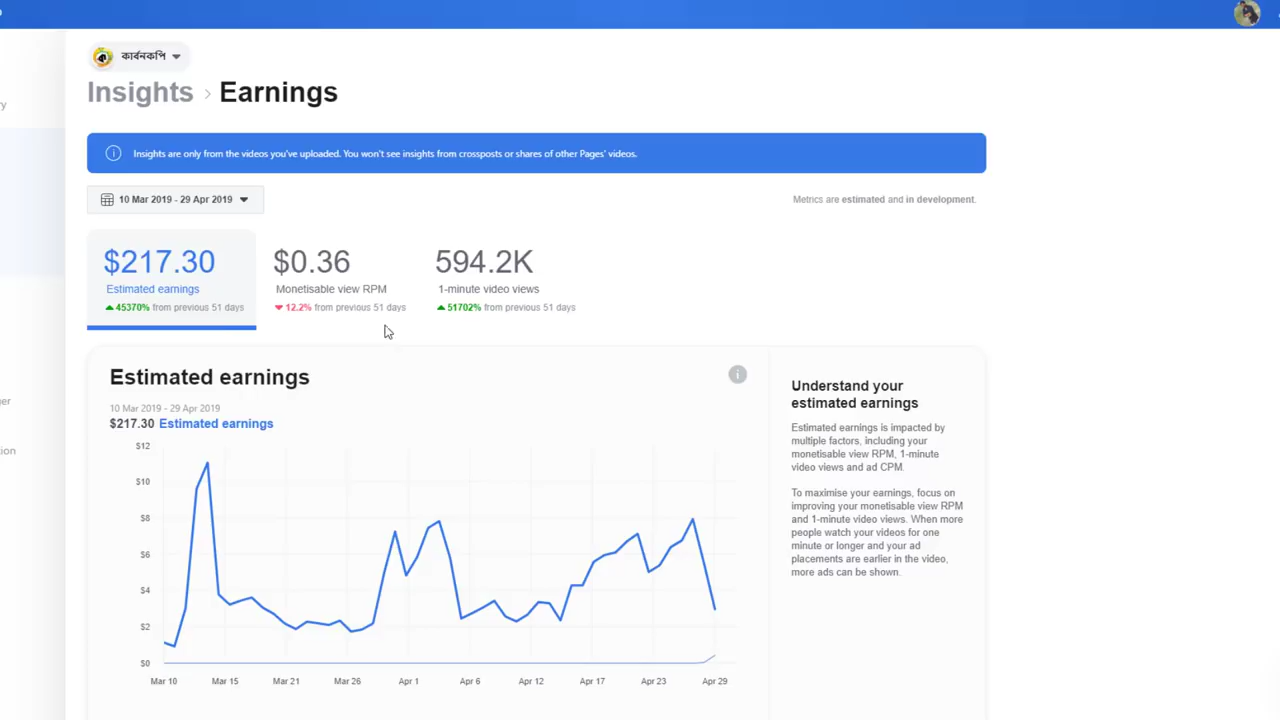 কার্বনকপি
Insights > Earnings
Insights are only from the videos you've uploaded. You won't see insights from crossposts or shares of other Pages' videos.
10 Mar 2019 - 29 Apr 2019
Metrics are estimated and in development.
$217.30
Estimated earnings
45370% from previous 51 days
$0.36
Monetisable view RPM
12.2% from previous 51 days
594.2K
1-minute video views
51702% from previous 51 days
Estimated earnings
10 Mar 2019 - 29 Apr 2019
$217.30 Estimated earnings
$12
$10
$8
$6
$4
$2
$0
Mar 10 Mar 15 Mar 21 Mar 26 Apr 1 Apr 6 Apr 12 Apr 17 Apr 23 Apr 29
Understand your
estimated earnings
Estimated earnings is impacted by
multiple factors, including your
monetisable view RPM, 1-minute
video views and ad CPM.
To maximise your earnings, focus on
improving your monetisable view RPM
and 1-minute video views. When more
people watch your videos for one
minute or longer and your ad
placements are earlier in the video,
more ads can be shown.